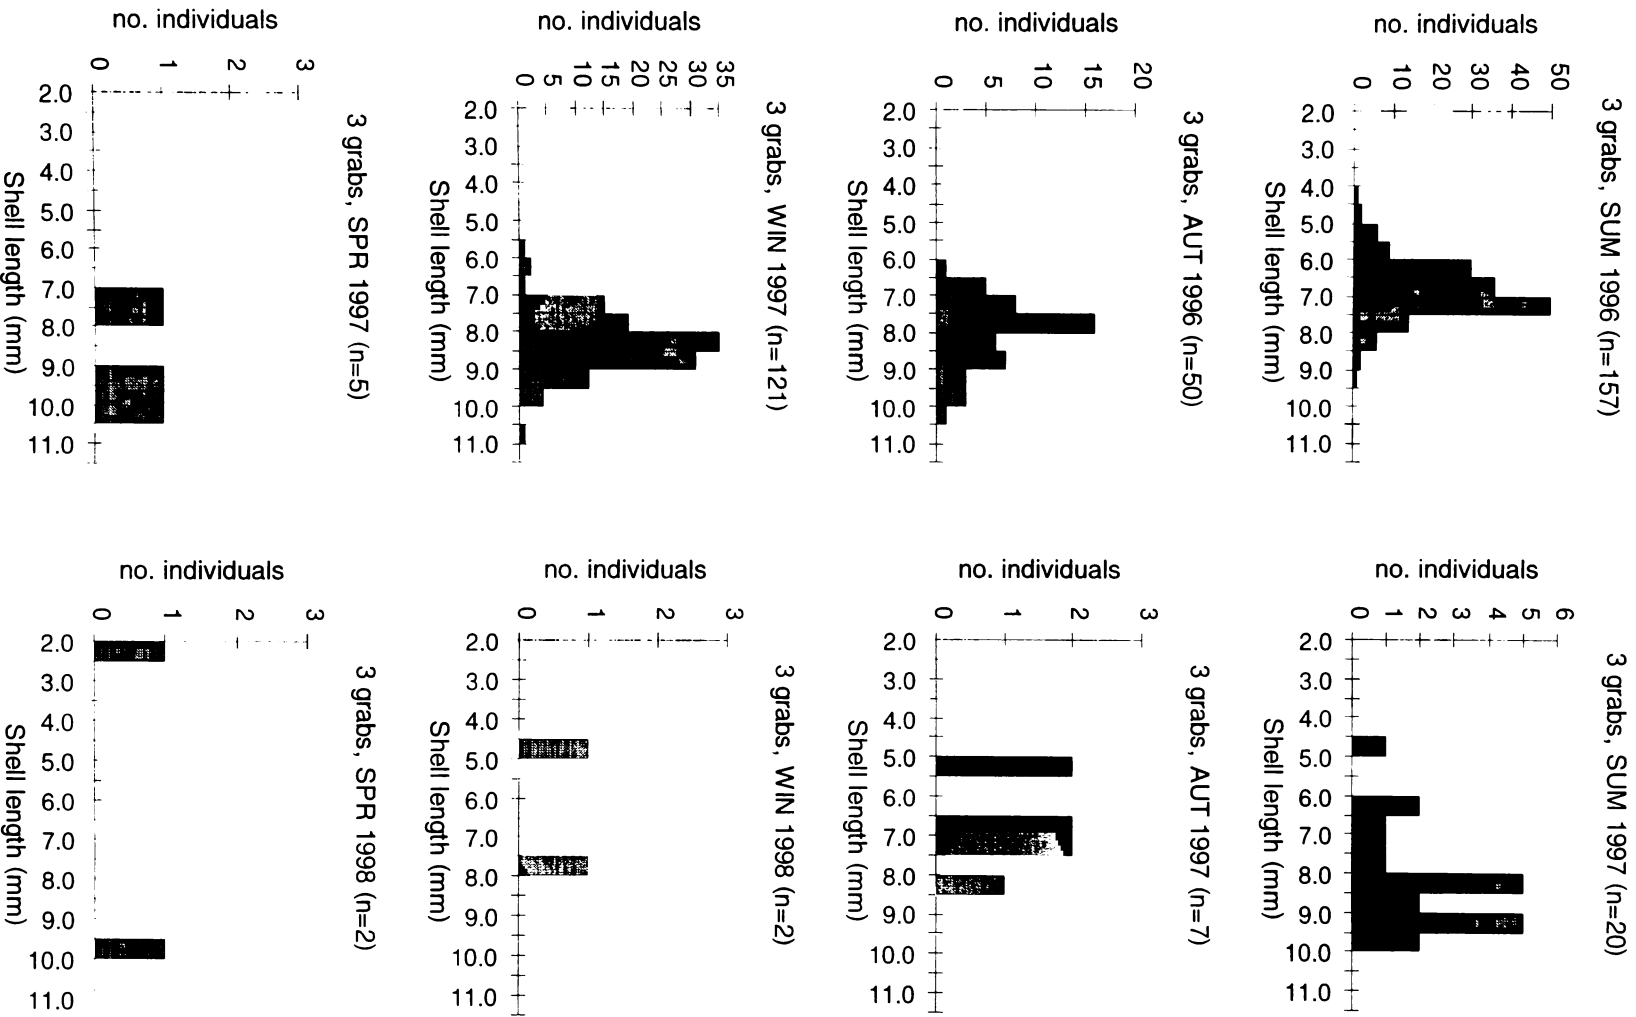 3 grabs, SUM 1996 (n=157)
no. individuals
0 10 20 30 40 50
2.0 3.0 4.0 5.0 6.0 7.0 8.0 9.0 10.0 11.0
Shell length (mm)
3 grabs, AUT 1996 (n=50)
no. individuals
0 5 10 15 20
2.0 3.0 4.0 5.0 6.0 7.0 8.0 9.0 10.0 11.0
Shell length (mm)
3 grabs, WIN 1997 (n=121)
no. individuals
0 5 10 15 20 25 30 35
2.0 3.0 4.0 5.0 6.0 7.0 8.0 9.0 10.0 11.0
Shell length (mm)
3 grabs, SPR 1997 (n=5)
no. individuals
0 1 2 3
2.0 3.0 4.0 5.0 6.0 7.0 8.0 9.0 10.0 11.0
Shell length (mm)
3 grabs, SUM 1997 (n=20)
no. individuals
0 1 2 3 4 5 6
2.0 3.0 4.0 5.0 6.0 7.0 8.0 9.0 10.0 11.0
Shell length (mm)
3 grabs, AUT 1997 (n=7)
no. individuals
0 1 2 3
2.0 3.0 4.0 5.0 6.0 7.0 8.0 9.0 10.0 11.0
Shell length (mm)
3 grabs, WIN 1998 (n=2)
no. individuals
0 1 2 3
2.0 3.0 4.0 5.0 6.0 7.0 8.0 9.0 10.0 11.0
Shell length (mm)
3 grabs, SPR 1998 (n=2)
no. individuals
0 1 2 3
2.0 3.0 4.0 5.0 6.0 7.0 8.0 9.0 10.0 11.0
Shell length (mm)